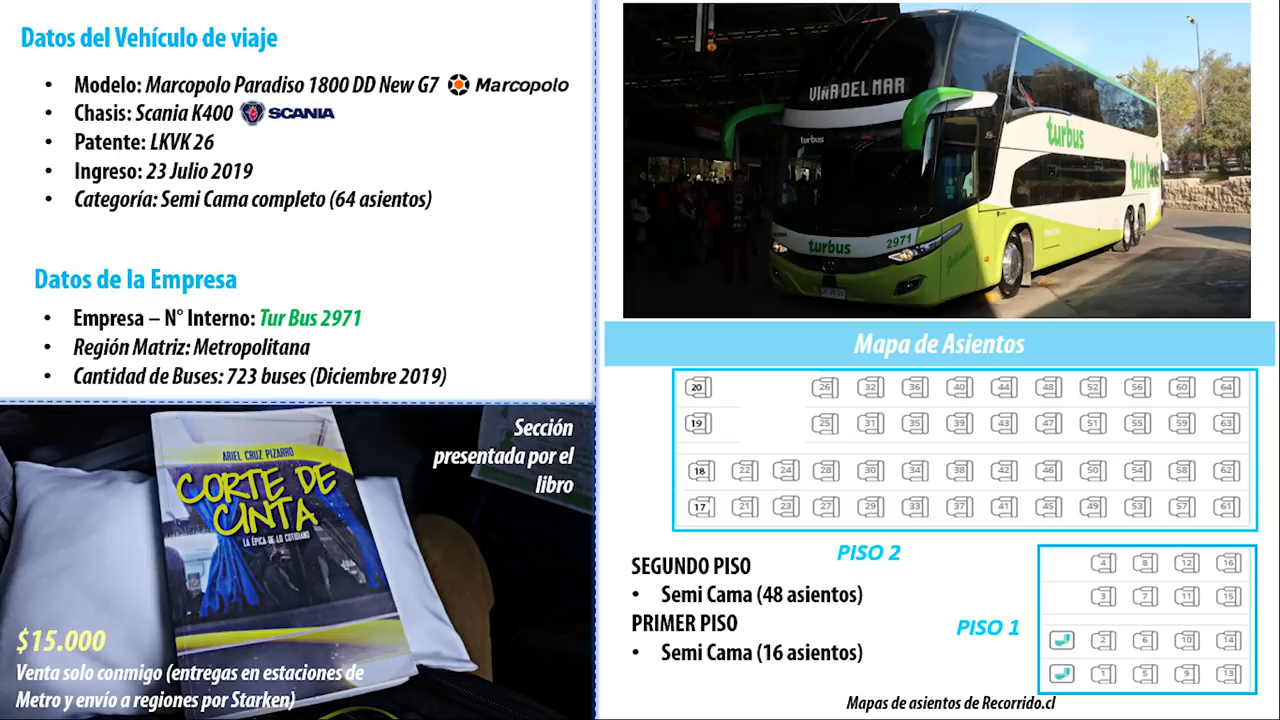 Datos del Vehículo de viaje
• Modelo: Marcopolo Paradiso 1800 DD New G7 Marcopolo
• Chasis: Scania K400 SCANIA
• Patente: LKVK 26
• Ingreso: 23 Julio 2019
• Categoría: Semi Cama completo (64 asientos)
Datos de la Empresa
• Empresa – N° Interno: Tur Bus 2971
• Región Matriz: Metropolitana
• Cantidad de Buses: 723 buses (Diciembre 2019)
Sección
presentada por el
libro
ARIEL CRUZ PIZARRO
CORTE DE
CINTA
LA ÉPICA DE LO COTIDIANO
$15.000
Venta solo conmigo (entregas en estaciones de
Metro y envío a regiones por Starken)
VIÑA DEL MAR
turbus
turbus
turbus
turbus
2971
Mapa de Asientos
20 26 32 36 40 44 48 52 56 60 64
19 25 31 35 39 43 47 51 55 59 63
18 22 24 28 30 34 38 42 46 50 54 58 62
17 21 23 27 29 33 37 41 45 49 53 57 61
PISO 2
SEGUNDO PISO
• Semi Cama (48 asientos)
PRIMER PISO
• Semi Cama (16 asientos)
PISO 1
4 8 12 16
3 7 11 15
2 6 10 14
1 5 9 13
Mapas de asientos de Recorrido.cl